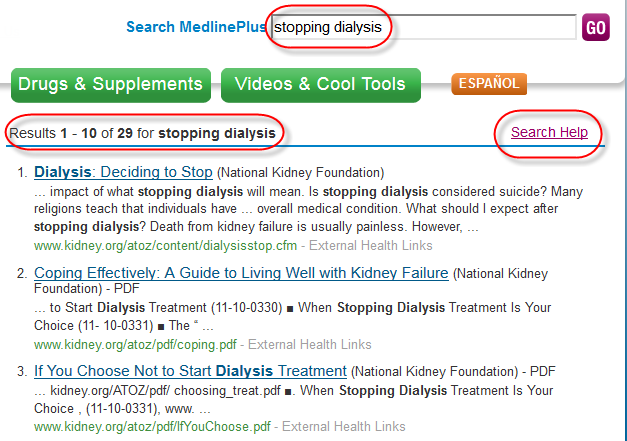 Search MedlinePlus stopping dialysis GO
Drugs & Supplements Videos & Cool Tools ESPAÑOL
Results 1 - 10 of 29 for stopping dialysis Search Help
1. Dialysis: Deciding to Stop (National Kidney Foundation)
... impact of what stopping dialysis will mean. Is stopping dialysis considered suicide? Many
religions teach that individuals have ... overall medical condition. What should I expect after
stopping dialysis? Death from kidney failure is usually painless. However, ...
www.kidney.org/atoz/content/dialysisstop.cfm - External Health Links
2. Coping Effectively: A Guide to Living Well with Kidney Failure (National Kidney
Foundation) - PDF
... to Start Dialysis Treatment (11-10-0330) ■ When Stopping Dialysis Treatment Is Your
Choice (11- 10-0331) ■ The “ ...
www.kidney.org/atoz/pdf/coping.pdf - External Health Links
3. If You Choose Not to Start Dialysis Treatment (National Kidney Foundation) - PDF
... kidney.org/ATOZ/pdf/ choosing_treat.pdf ■. When Stopping Dialysis Treatment Is Your
Choice , (11-10-0331), www. ...
www.kidney.org/atoz/pdf/IfYouChoose.pdf - External Health Links